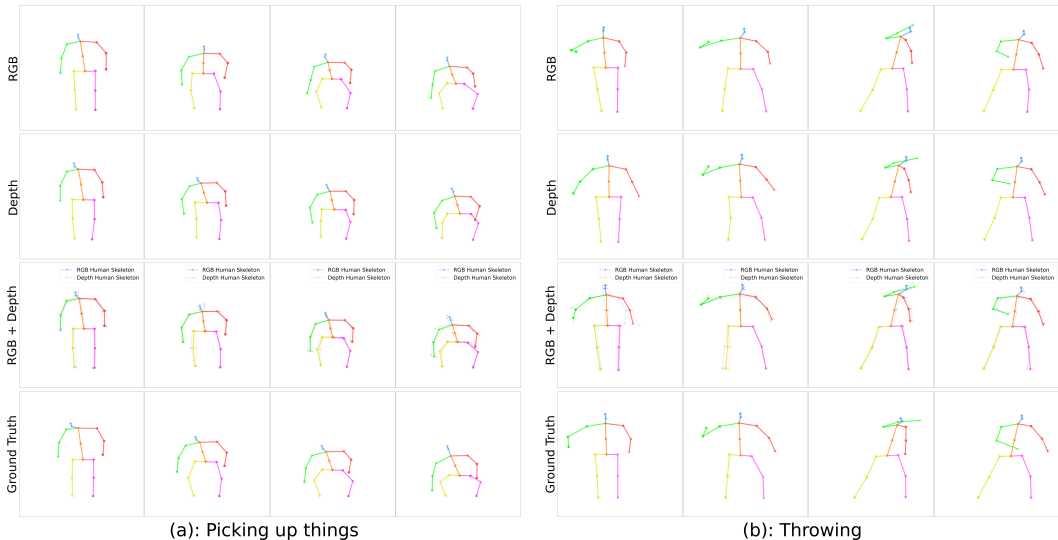 RGB
RGB
Depth
Depth
RGB + Depth
RGB Human Skeleton
Depth Human Skeleton
RGB Human Skeleton
Depth Human Skeleton
RGB Human Skeleton
Depth Human Skeleton
RGB Human Skeleton
Depth Human Skeleton
RGB + Depth
RGB Human Skeleton
Depth Human Skeleton
RGB Human Skeleton
Depth Human Skeleton
RGB Human Skeleton
Depth Human Skeleton
RGB Human Skeleton
Depth Human Skeleton
Ground Truth
Ground Truth
(a): Picking up things
(b): Throwing